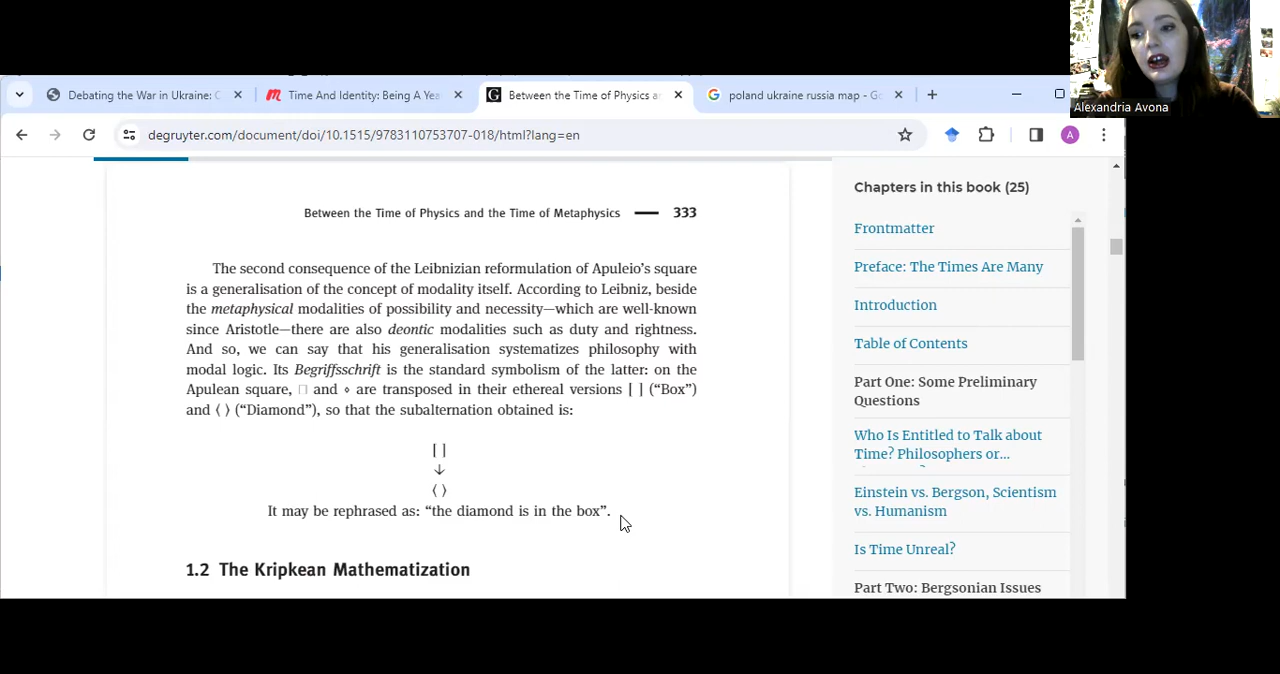 Alexandria Avona
Debating the War in Ukraine: C
Time And Identity: Being A Yea
Between the Time of Physics a
poland ukraine russia map - Go
degruyter.com/document/doi/10.1515/9783110753707-018/html?lang=en
A
Between the Time of Physics and the Time of Metaphysics — 333
The second consequence of the Leibnizian reformulation of Apuleio's square
is a generalisation of the concept of modality itself. According to Leibniz, beside
the metaphysical modalities of possibility and necessity—which are well-known
since Aristotle—there are also deontic modalities such as duty and rightness.
And so, we can say that his generalisation systematizes philosophy with
modal logic. Its Begriffsschrift is the standard symbolism of the latter: on the
Apulean square, □ and ⋄ are transposed in their ethereal versions [ ] (“Box”)
and ⟨ ⟩ (“Diamond”), so that the subalternation obtained is:
[ ]
↓
⟨ ⟩
It may be rephrased as: “the diamond is in the box”.
1.2 The Kripkean Mathematization
Chapters in this book (25)
Frontmatter
Preface: The Times Are Many
Introduction
Table of Contents
Part One: Some Preliminary
Questions
Who Is Entitled to Talk about
Time? Philosophers or...
Einstein vs. Bergson, Scientism
vs. Humanism
Is Time Unreal?
Part Two: Bergsonian Issues